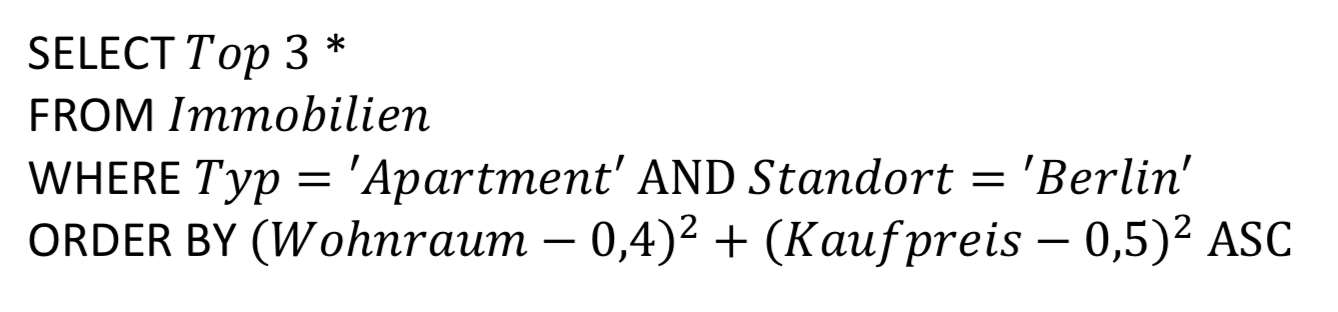 SELECT Top 3 *
FROM Immobilien
WHERE Typ = 'Apartment' AND Standort = 'Berlin'
ORDER BY (Wohnraum − 0,4)² + (Kaufpreis − 0,5)² ASC